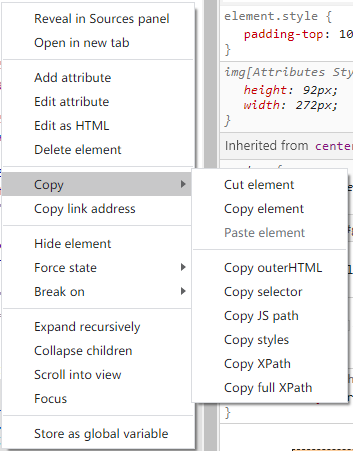 Reveal in Sources panel
Open in new tab
Add attribute
Edit attribute
Edit as HTML
Delete element
Copy
Copy link address
Hide element
Force state
Break on
Expand recursively
Collapse children
Scroll into view
Focus
Store as global variable
Cut element
Copy element
Paste element
Copy outerHTML
Copy selector
Copy JS path
Copy styles
Copy XPath
Copy full XPath
element.style {
padding-top: 10
}
img[Attributes Sty
height: 92px;
width: 272px;
}
Inherited from center
}